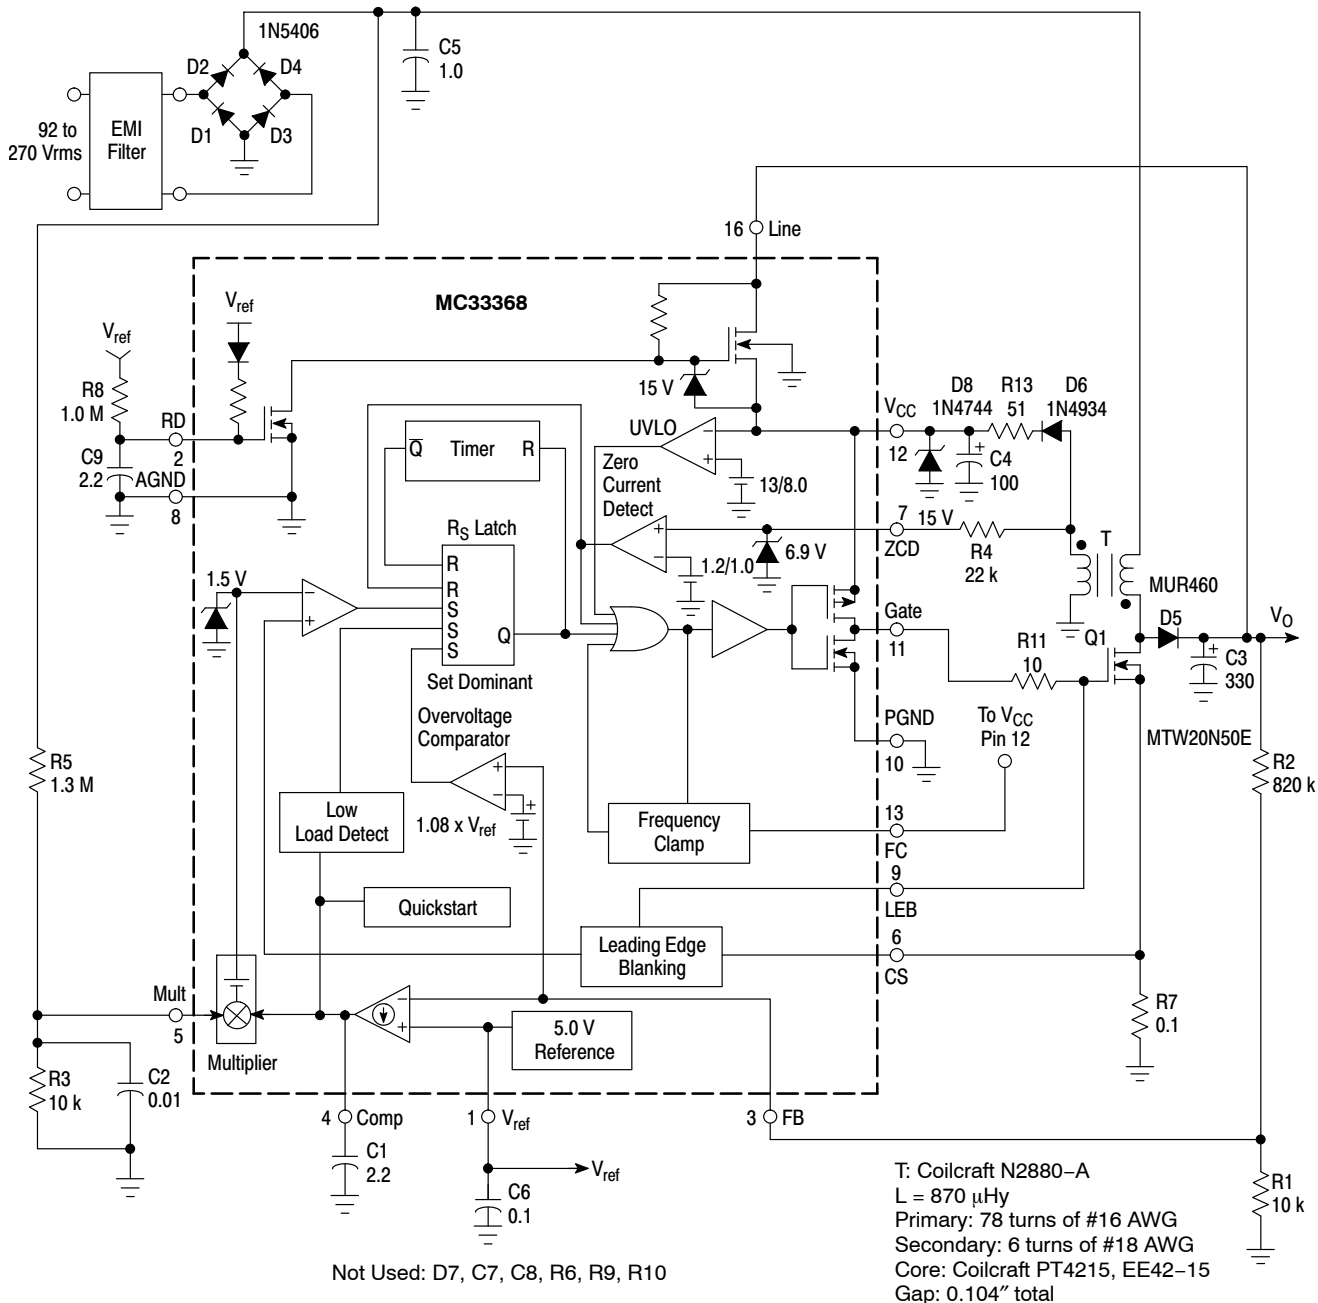 1N5406
D2
D4
D1
D3
C5
1.0
92 to
270 Vrms
EMI
Filter
16
Line
MC33368
Vref
Vref
R8
1.0 M
RD
2
C9
2.2
AGND
8
15 V
VCC
12
D8
1N4744
R13
51
D6
1N4934
C4
100
+
UVLO
−
+
13/8.0
Q̅
Timer
R
Zero
Current
Detect
+
−
1.2/1.0
6.9 V
7
15 V
ZCD
R4
22 k
T
RS Latch
R
R
S
S
S
Q
Set Dominant
1.5 V
−
+
MUR460
Gate
11
R11
10
Q1
D5
VO
+
C3
330
MTW20N50E
PGND
10
To VCC
Pin 12
R2
820 k
R5
1.3 M
Overvoltage
Comparator
+
−
+
1.08 x Vref
Low
Load Detect
Frequency
Clamp
13
FC
9
LEB
Quickstart
Leading Edge
Blanking
6
CS
R7
0.1
Mult
5
Multiplier
−
+
5.0 V
Reference
R3
10 k
C2
0.01
4
Comp
1
Vref
3
FB
C1
2.2
Vref
C6
0.1
R1
10 k
T: Coilcraft N2880−A
L = 870 μHy
Primary: 78 turns of #16 AWG
Secondary: 6 turns of #18 AWG
Core: Coilcraft PT4215, EE42−15
Gap: 0.104″ total
Not Used: D7, C7, C8, R6, R9, R10